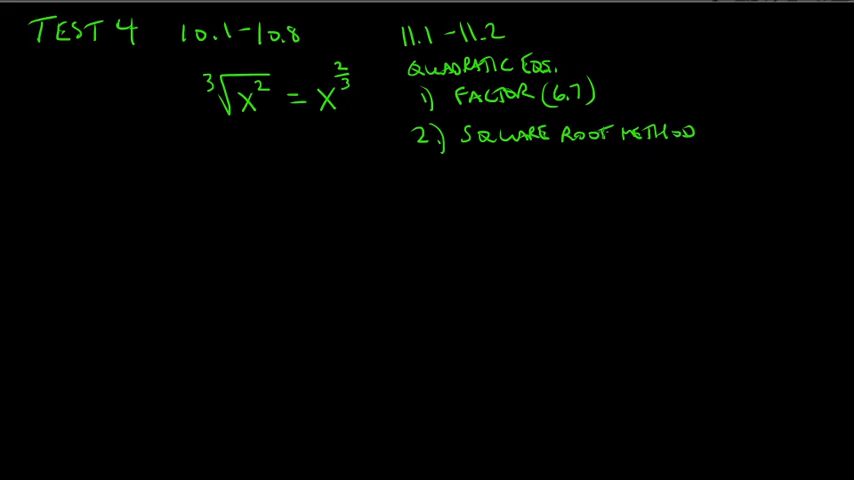 TEST 4 10.1-10.8 11.1-11.2
QUADRATIC EQS.
∛x² = x^(2/3)
1) FACTOR (6.7)
2.) SQUARE ROOT METHOD